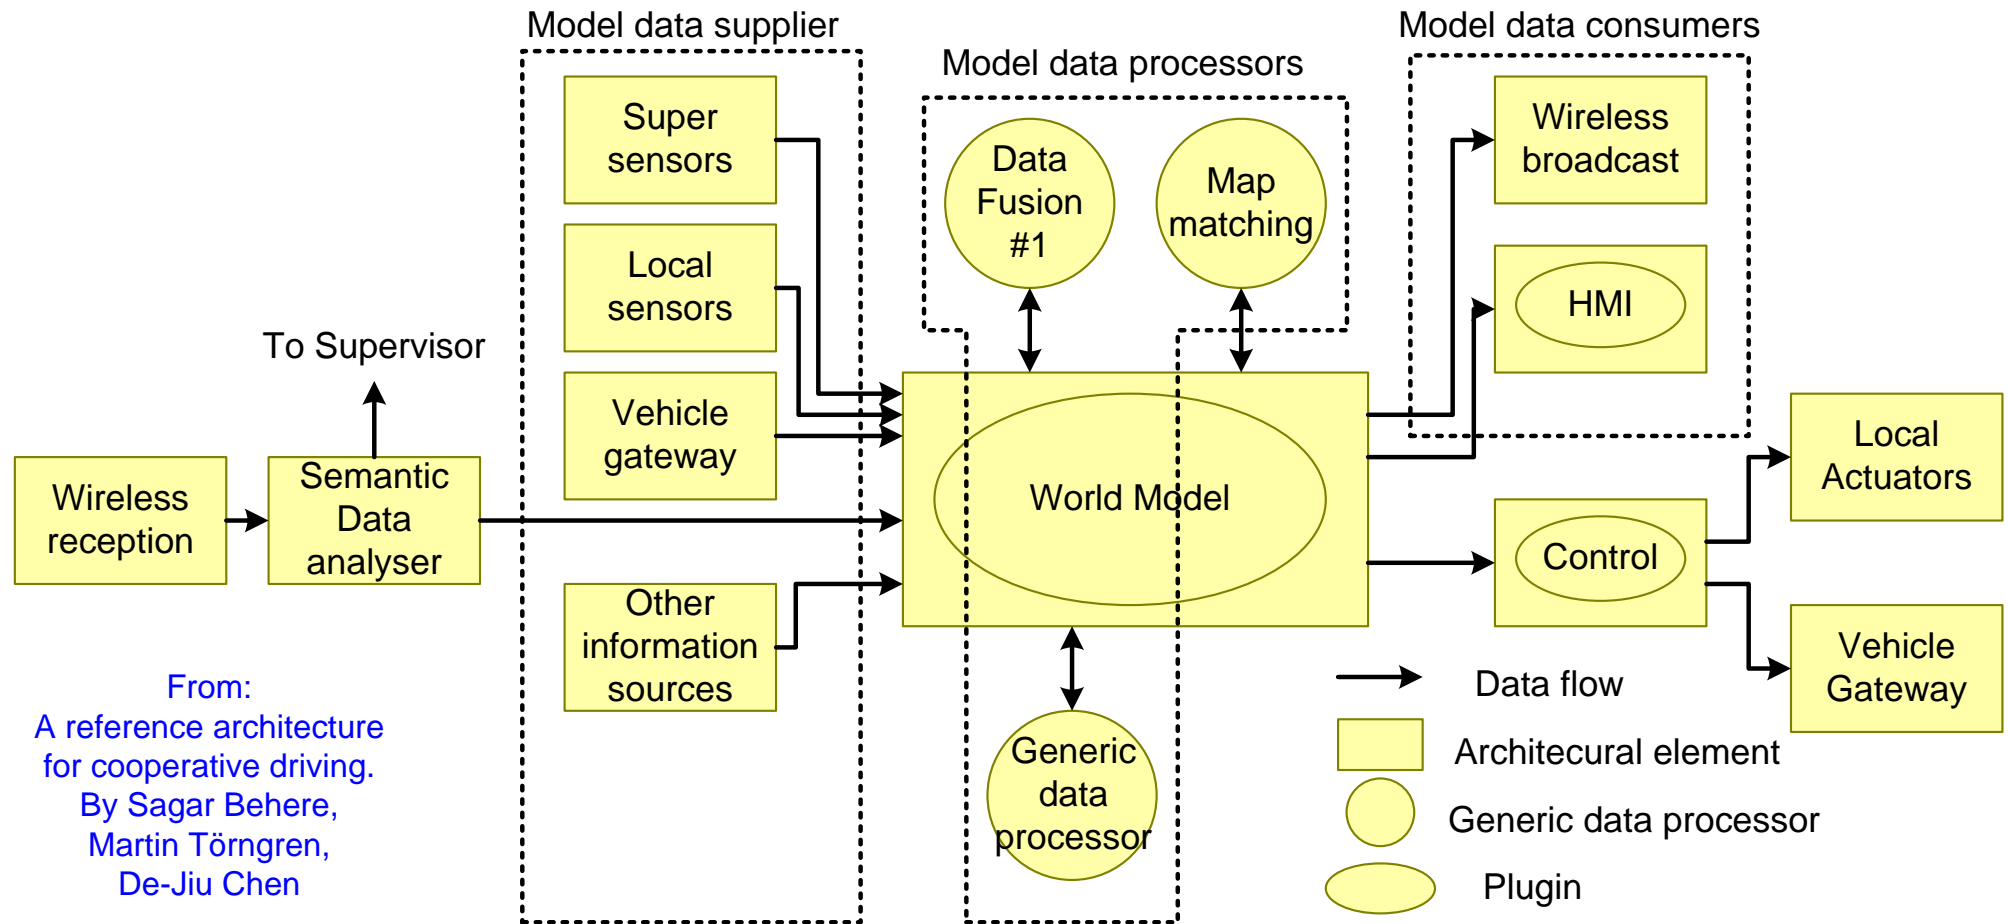 Model data supplier
Model data processors
Model data consumers
Super
sensors
Local
sensors
Vehicle
gateway
Other
information
sources
To Supervisor
Wireless
reception
Semantic
Data
analyser
Data
Fusion
#1
Map
matching
World Model
Generic
data
processor
Wireless
broadcast
HMI
Control
Local
Actuators
Vehicle
Gateway
From:
A reference architecture
for cooperative driving.
By Sagar Behere,
Martin Törngren,
De-Jiu Chen
Data flow
Architecural element
Generic data processor
Plugin